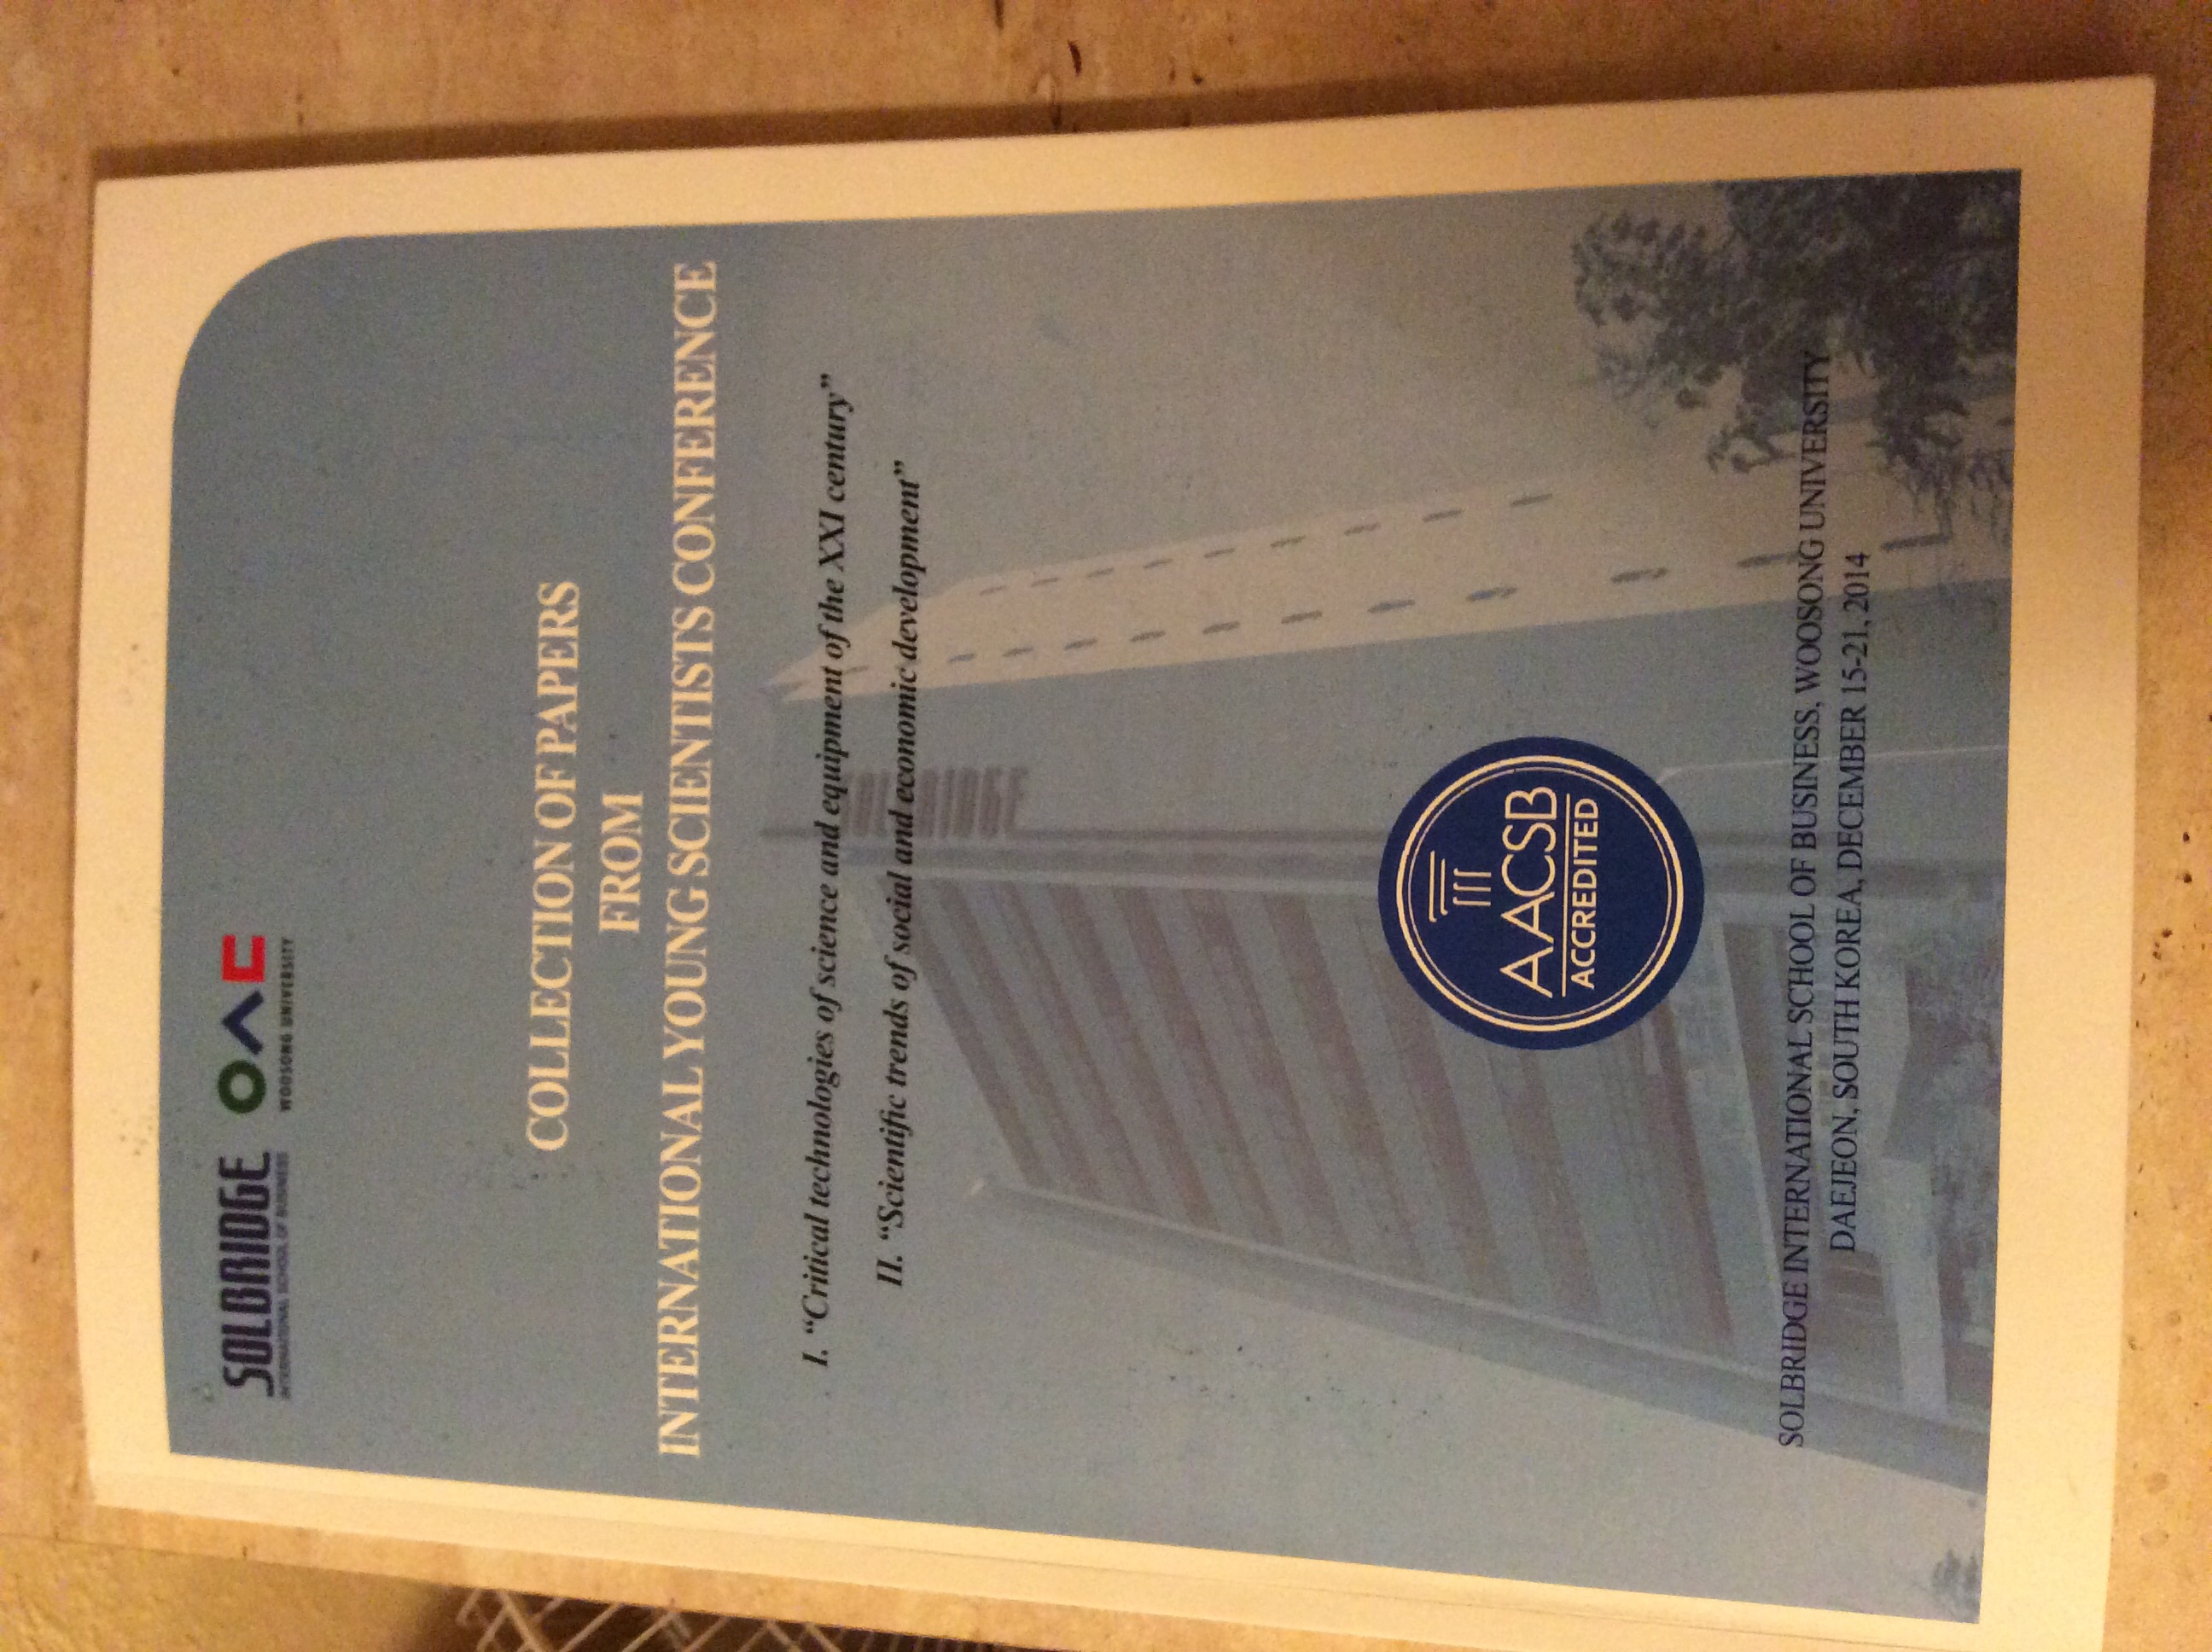 SOLBRIDGE
INTERNATIONAL SCHOOL OF BUSINESS
WOOSONG UNIVERSITY
COLLECTION OF PAPERS
FROM
INTERNATIONAL YOUNG SCIENTISTS CONFERENCE
I. “Critical technologies of science and equipment of the XXI century”
II. “Scientific trends of social and economic development”
SOLBRIDGE
AACSB
ACCREDITED
SOLBRIDGE INTERNATIONAL SCHOOL OF BUSINESS, WOOSONG UNIVERSITY
DAEJEON, SOUTH KOREA, DECEMBER 15-21, 2014